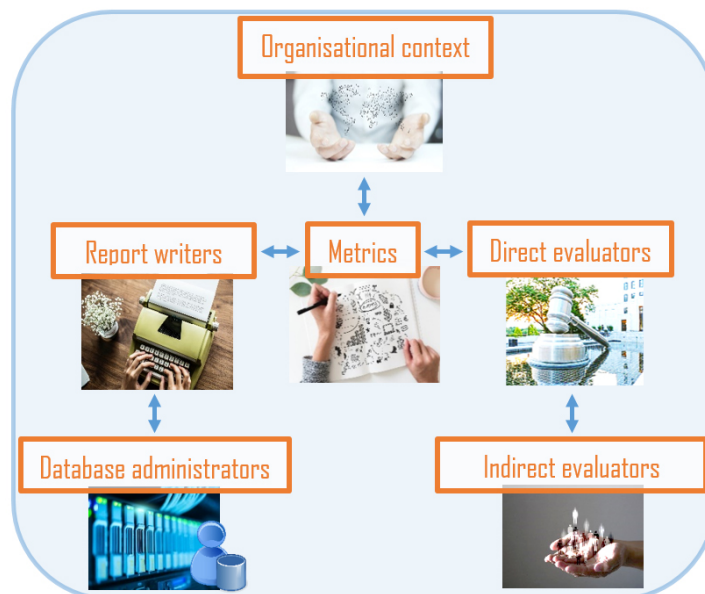 Organisational context
Report writers
Metrics
Direct evaluators
Database administrators
Indirect evaluators